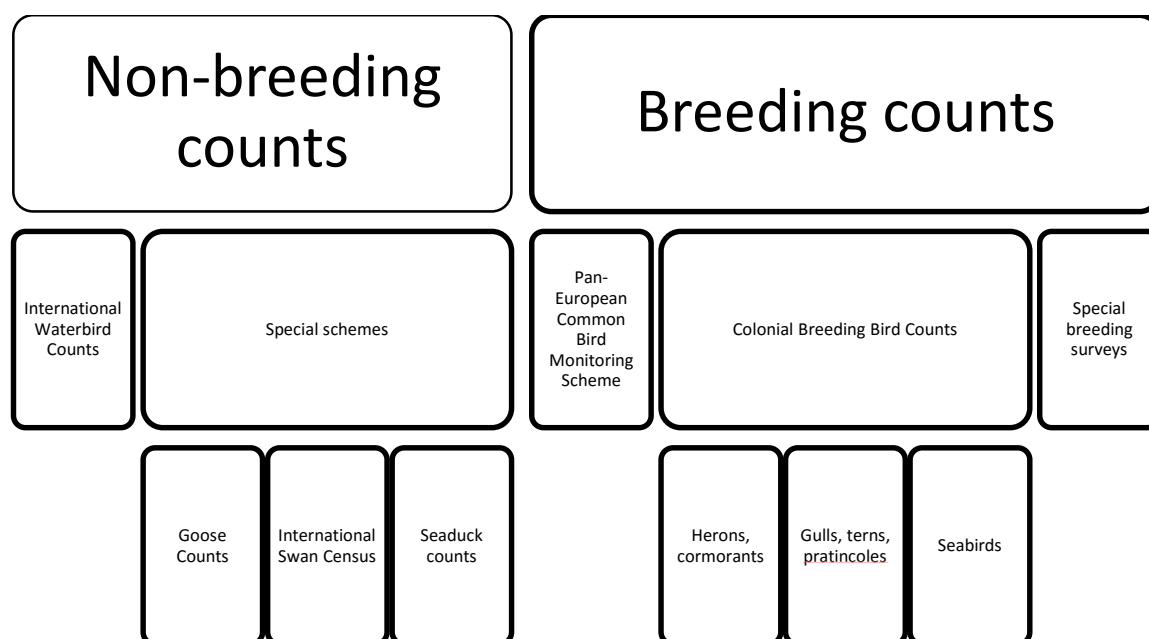 Non-breeding
counts
Breeding counts
International
Waterbird
Counts
Special schemes
Pan-
European
Common
Bird
Monitoring
Scheme
Colonial Breeding Bird Counts
Special
breeding
surveys
Goose
Counts
International
Swan Census
Seaduck
counts
Herons,
cormorants
Gulls, terns,
pratincoles
Seabirds